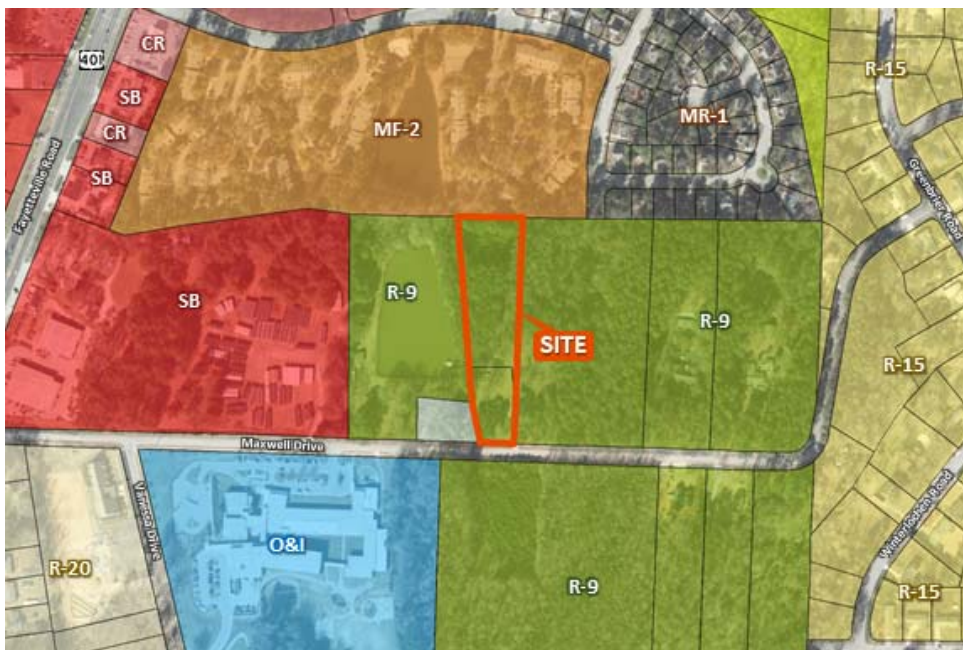 CR
401
SB
CR
SB
MF-2
MR-1
R-15
Fayetteville Road
Greenbrier Road
SB
R-9
R-9
SITE
R-15
Maxwell Drive
Vanessa Drive
O&I
R-20
R-9
Winterlochen Road
R-15